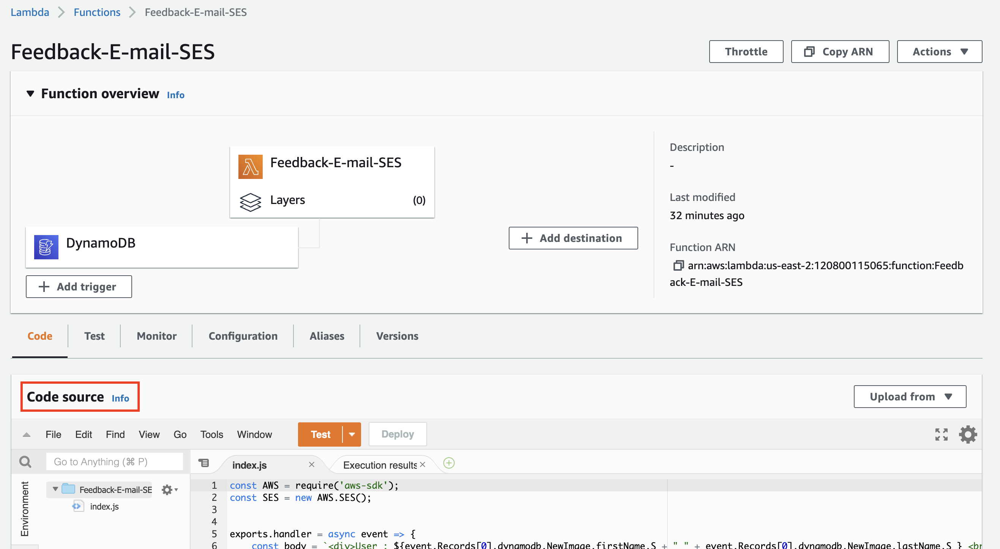 Lambda > Functions > Feedback-E-mail-SES
Feedback-E-mail-SES
Throttle
Copy ARN
Actions
Function overview Info
Feedback-E-mail-SES
Layers (0)
DynamoDB
+ Add trigger
+ Add destination
Description
-
Last modified
32 minutes ago
Function ARN
arn:aws:lambda:us-east-2:120800115065:function:Feedb
ack-E-mail-SES
Code Test Monitor Configuration Aliases Versions
Code source Info
Upload from
File Edit Find View Go Tools Window Test Deploy
Go to Anything (⌘ P)
index.js × Execution results ×
Environment
Feedback-E-mail-SE
index.js
1 const AWS = require('aws-sdk');
2 const SES = new AWS.SES();
3
4
5 exports.handler = async event => {
6 const body = `<div>User : ${event.Records[0].dynamodb.NewImage.firstName.S + " " + event.Records[0].dynamodb.NewImage.lastName.S } <br